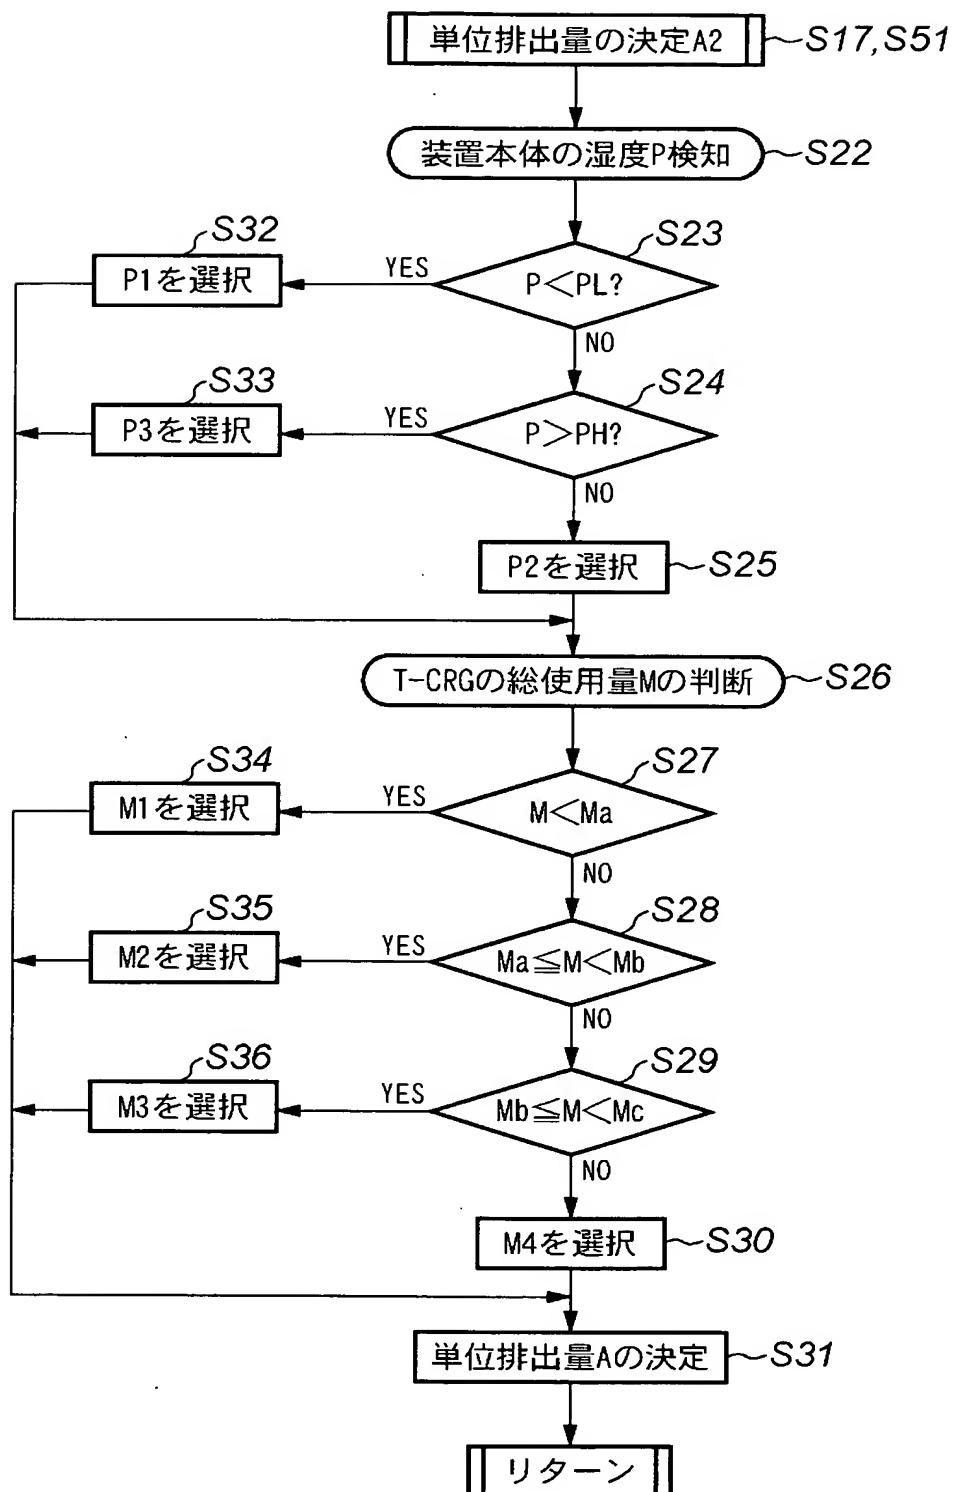 単位排出量の決定A2
S17,S51
装置本体の湿度P検知
S22
S32
S23
P1を選択
YES
P<PL?
NO
S33
S24
P3を選択
YES
P>PH?
NO
P2を選択
S25
T-CRGの総使用量Mの判断
S26
S34
S27
M1を選択
YES
M<Ma
NO
S35
S28
M2を選択
YES
Ma≦M<Mb
NO
S36
S29
M3を選択
YES
Mb≦M<Mc
NO
M4を選択
S30
単位排出量Aの決定
S31
リターン